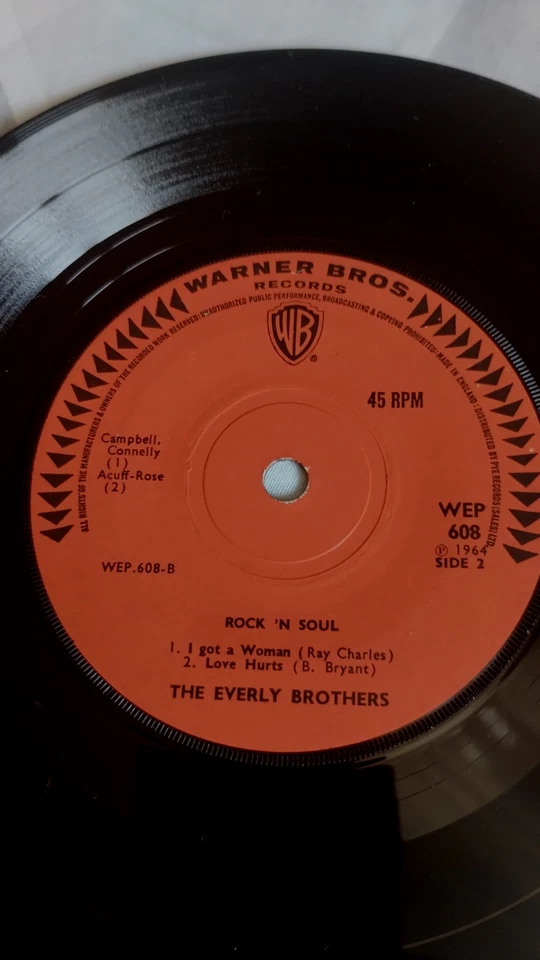 WARNER BROS.
RECORDS
ALL RIGHTS OF THE MANUFACTURERS & OWNERS OF THE RECORDED WORK RESERVED: UNAUTHORIZED PUBLIC PERFORMANCE, BROADCASTING & COPYING PROHIBITED: MADE IN ENGLAND: DISTRIBUTED BY PYE RECORDS (SALES) LTD.
WB
®
45 RPM
Campbell,
Connelly
(1)
Acuff-Rose
(2)
WEP
608
℗ 1964
SIDE 2
WEP.608-B
ROCK 'N SOUL
1. I got a Woman (Ray Charles)
2. Love Hurts (B. Bryant)
THE EVERLY BROTHERS